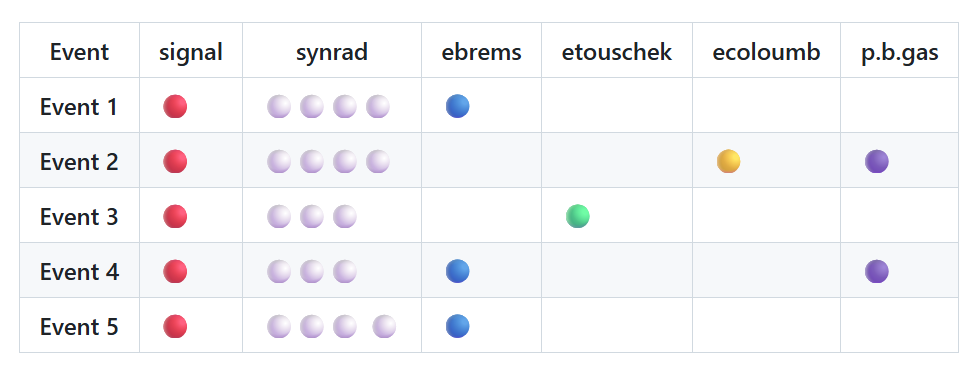 Event signal synrad ebrems etouschek ecoloumb p.b.gas
Event 1
Event 2
Event 3
Event 4
Event 5